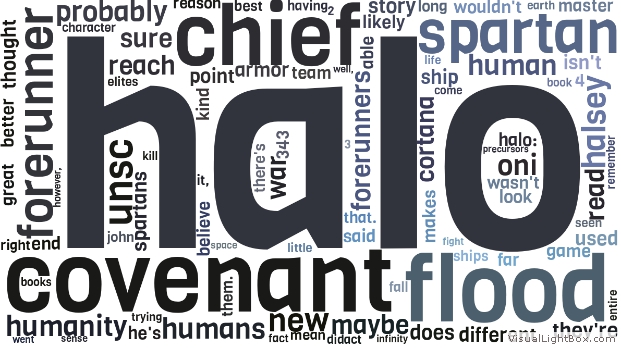 probably
reason
best
having2
story
long
wouldn't
earth
master
character
chief
likely
spartan
sure
thought
better
great
forerunner
however,
reach
elites
point
armor
team
well,
able
ship
life
come
human
isn't
book
4
kind
halo
unsc
kill
spartans
john
it,
believe
space
there's
war
343
little
3
forerunners
that.
said
cortana
makes
halo:
precursors
oni
wasn't
look
halsey
read
remember
seen
used
right
end
fight
ships
far
game
covenant
books
them.
fall
flood
entire
humanity
went
sense
trying
he's
humans
new
fact
mean
maybe
didact
infinity
does
different
they're
VisualLightBox.com